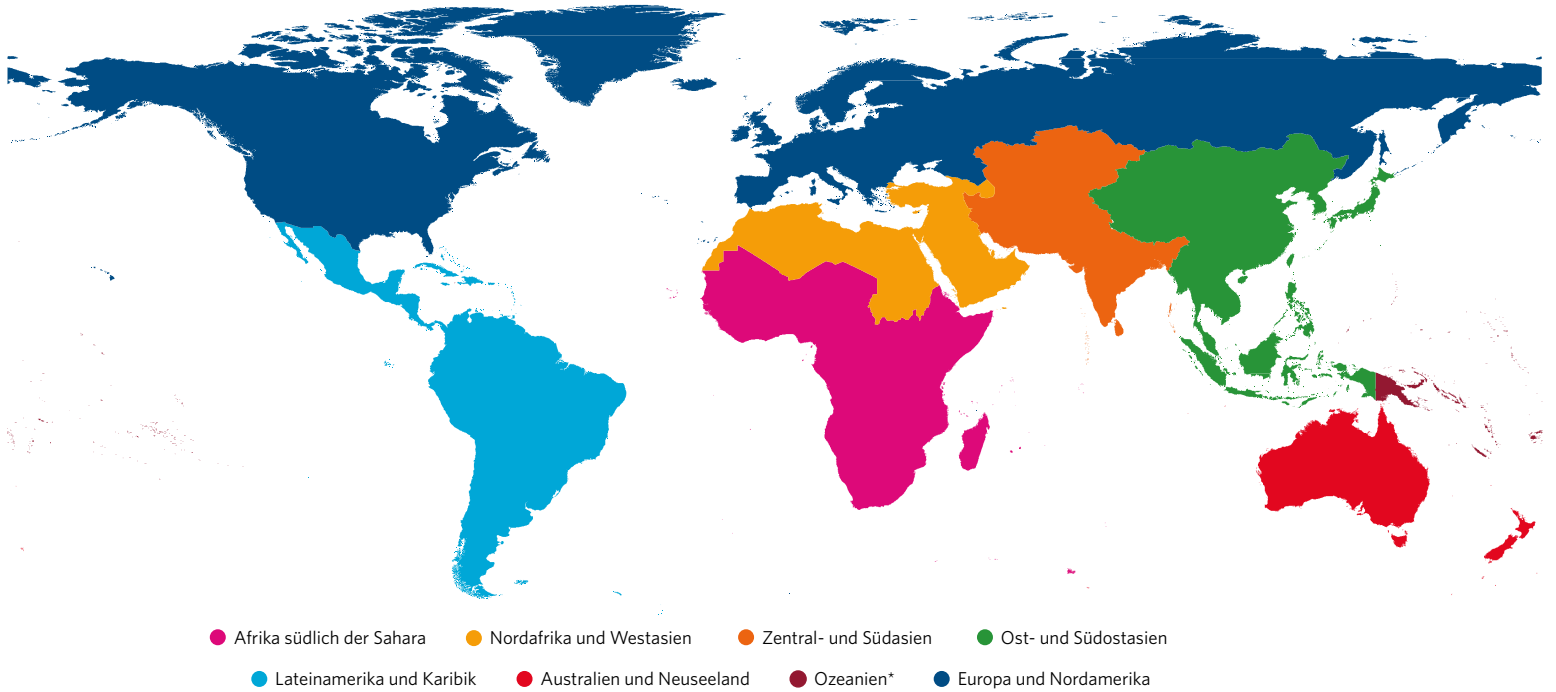 Afrika südlich der Sahara Nordafrika und Westasien Zentral- und Südasien Ost- und Südostasien
Lateinamerika und Karibik Australien und Neuseeland Ozeanien* Europa und Nordamerika